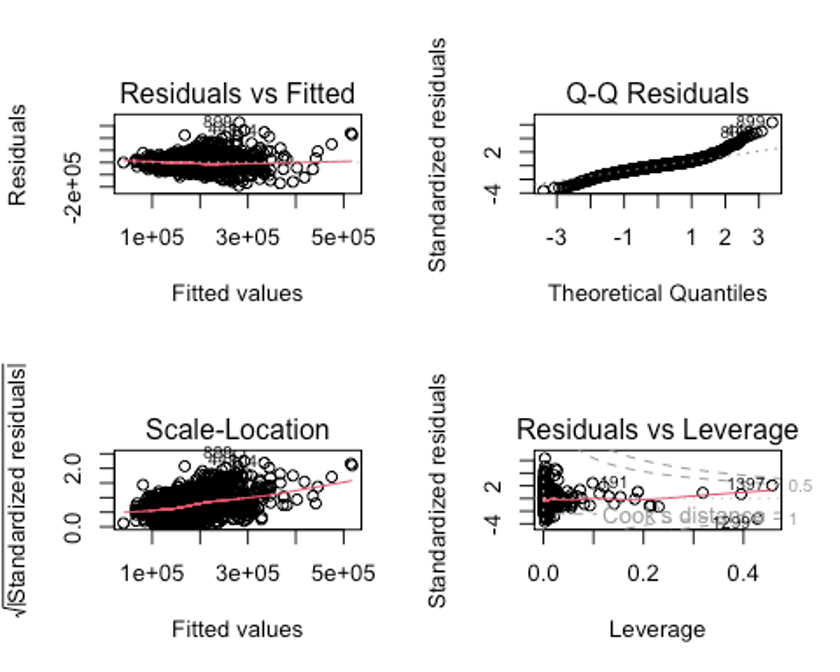 Residuals vs Fitted
Residuals
-2e+05
899
1e+05 3e+05 5e+05
Fitted values
Q-Q Residuals
Standardized residuals
2
-4
899
-3 -1 1 2 3
Theoretical Quantiles
Scale-Location
√|Standardized residuals|
2.0
0.0
1e+05 3e+05 5e+05
Fitted values
Residuals vs Leverage
Standardized residuals
2
-4
1397
0.5
Cook's distance
1
1299
0.0 0.2 0.4
Leverage